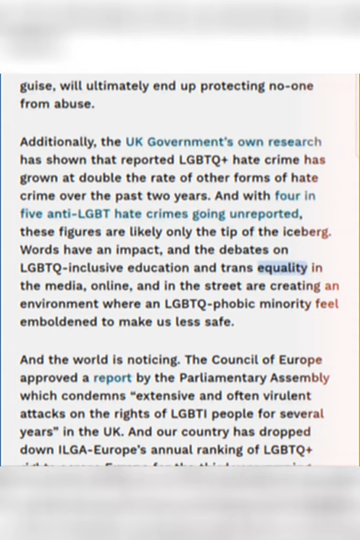 guise, will ultimately end up protecting no-one
from abuse.
Additionally, the UK Government's own research
has shown that reported LGBTQ+ hate crime has
grown at double the rate of other forms of hate
crime over the past two years. And with four in
five anti-LGBT hate crimes going unreported,
these figures are likely only the tip of the iceberg.
Words have an impact, and the debates on
LGBTQ-inclusive education and trans equality in
the media, online, and in the street are creating an
environment where an LGBTQ-phobic minority feel
emboldened to make us less safe.
And the world is noticing. The Council of Europe
approved a report by the Parliamentary Assembly
which condemns “extensive and often virulent
attacks on the rights of LGBTI people for several
years” in the UK. And our country has dropped
down ILGA-Europe's annual ranking of LGBTQ+